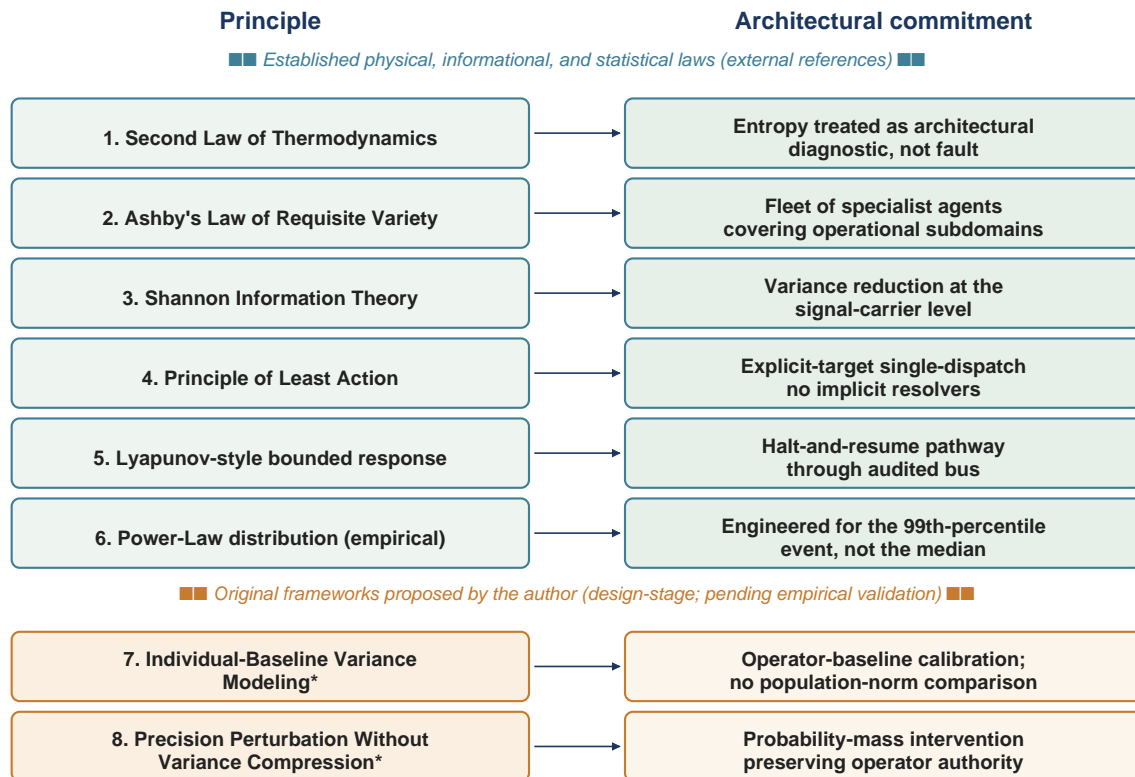 Principle
Architectural commitment
■■ Established physical, informational, and statistical laws (external references) ■■
1. Second Law of Thermodynamics
Entropy treated as architectural
diagnostic, not fault
2. Ashby's Law of Requisite Variety
Fleet of specialist agents
covering operational subdomains
3. Shannon Information Theory
Variance reduction at the
signal-carrier level
4. Principle of Least Action
Explicit-target single-dispatch
no implicit resolvers
5. Lyapunov-style bounded response
Halt-and-resume pathway
through audited bus
6. Power-Law distribution (empirical)
Engineered for the 99th-percentile
event, not the median
■■ Original frameworks proposed by the author (design-stage; pending empirical validation) ■■
7. Individual-Baseline Variance
Modeling*
Operator-baseline calibration;
no population-norm comparison
8. Precision Perturbation Without
Variance Compression*
Probability-mass intervention
preserving operator authority